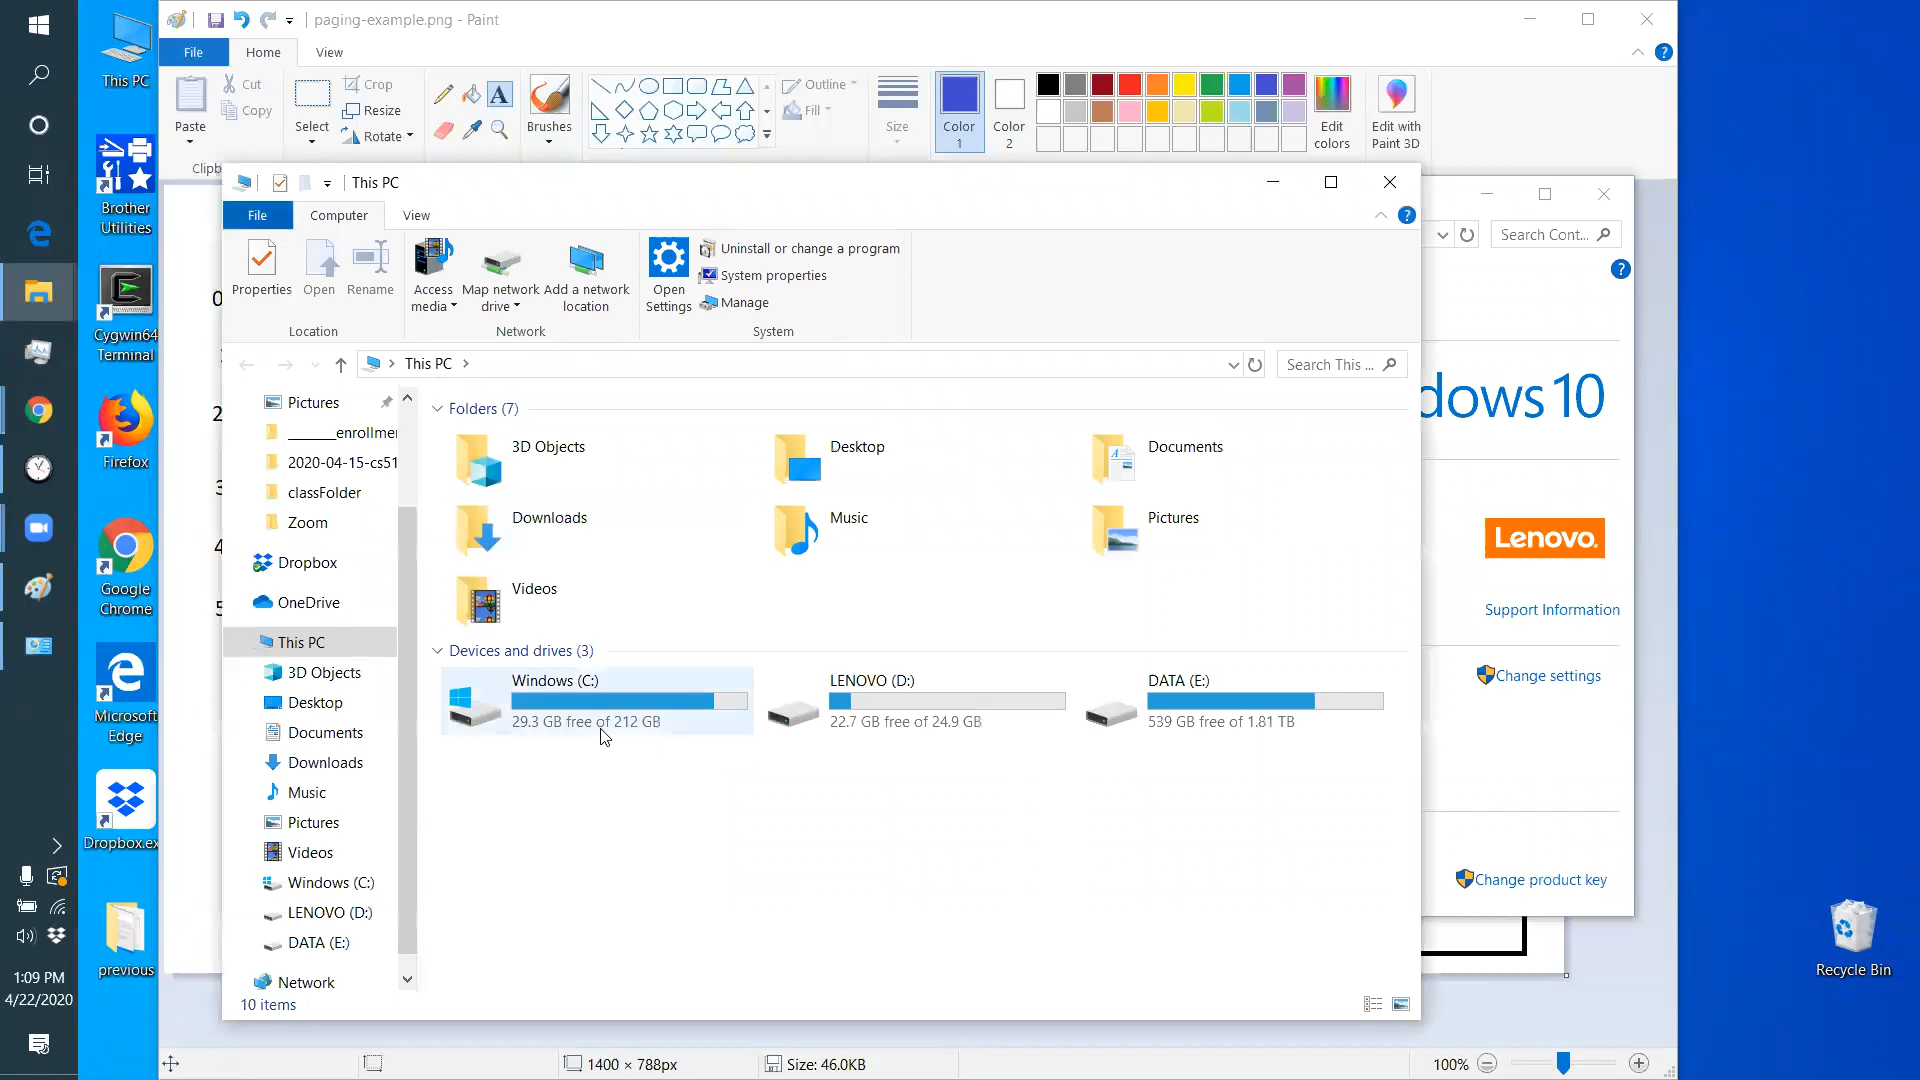 This PC
Brother
Utilities
Cygwin64
Terminal
Firefox
Google
Chrome
Microsoft
Edge
Dropbox.ex
previous
1:09 PM
4/22/2020
paging-example.png - Paint
File
Home
View
Paste
Cut
Copy
Select
Crop
Resize
Rotate
A
Brushes
Outline
Fill
Size
Color
1
Color
2
Edit
colors
Edit with
Paint 3D
Clipb
0
2
3
4
5
This PC
File
Computer
View
Properties
Open
Rename
Access
media
Map network
drive
Add a network
location
Open
Settings
Uninstall or change a program
System properties
Manage
Location
Network
System
This PC
Search This ...
Pictures
_______enrollmen
2020-04-15-cs51
classFolder
Zoom
Dropbox
OneDrive
This PC
3D Objects
Desktop
Documents
Downloads
Music
Pictures
Videos
Windows (C:)
LENOVO (D:)
DATA (E:)
Network
Folders (7)
3D Objects
Desktop
Documents
Downloads
Music
Pictures
Videos
Devices and drives (3)
Windows (C:)
29.3 GB free of 212 GB
LENOVO (D:)
22.7 GB free of 24.9 GB
DATA (E:)
539 GB free of 1.81 TB
10 items
Search Cont...
dows 10
Lenovo.
Support Information
Change settings
Change product key
Recycle Bin
1400 × 788px
Size: 46.0KB
100%